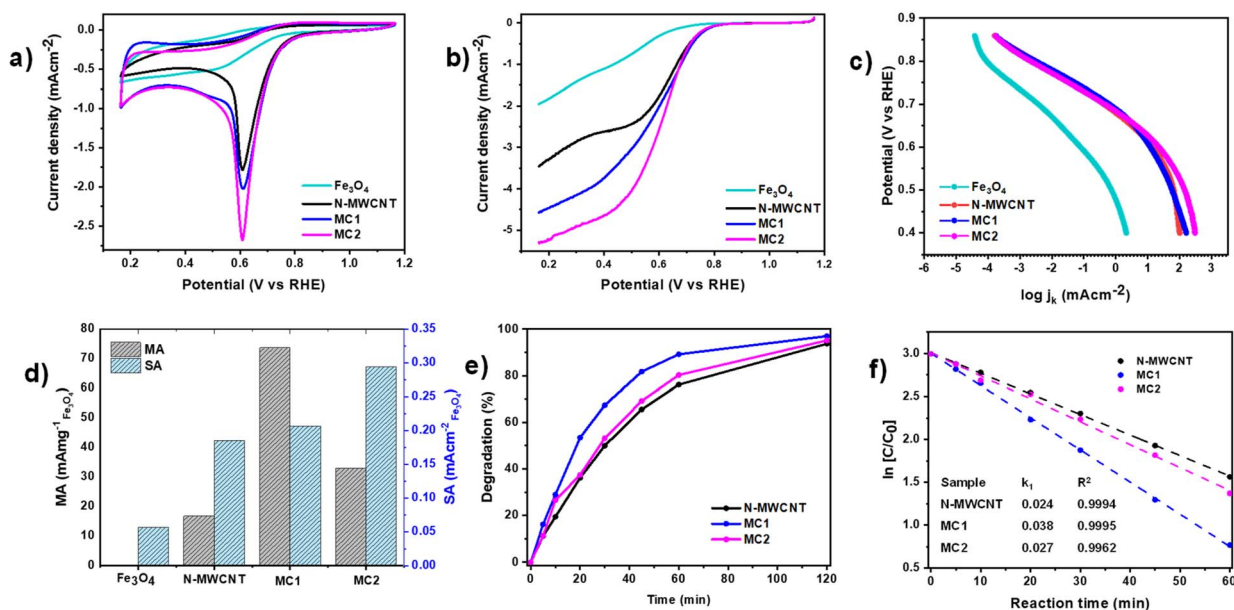 a)
Current density (mAcm-2)
0.0
-0.5
-1.0
-1.5
-2.0
-2.5
Fe3O4
N-MWCNT
MC1
MC2
0.2 0.4 0.6 0.8 1.0 1.2
Potential (V vs RHE)
b)
Current density (mAcm-2)
0
-1
-2
-3
-4
-5
Fe3O4
N-MWCNT
MC1
MC2
0.2 0.4 0.6 0.8 1.0 1.2
Potential (V vs RHE)
c)
Potential (V vs RHE)
0.9
0.8
0.7
0.6
0.5
0.4
Fe3O4
N-MWCNT
MC1
MC2
-6 -5 -4 -3 -2 -1 0 1 2 3
log jk (mAcm-2)
d)
MA (mAmg-1 Fe3O4)
80
70
60
50
40
30
20
10
0
MA
SA
0.35
0.30
0.25
0.20
0.15
0.10
0.05
0.00
SA (mAcm-2 Fe3O4)
Fe3O4 N-MWCNT MC1 MC2
e)
Degradation (%)
100
80
60
40
20
0
N-MWCNT
MC1
MC2
0 20 40 60 80 100 120
Time (min)
f)
ln [C/C0]
3.0
2.5
2.0
1.5
1.0
0.5
N-MWCNT
MC1
MC2
Sample k1 R2
N-MWCNT 0.024 0.9994
MC1 0.038 0.9995
MC2 0.027 0.9962
0 10 20 30 40 50 60
Reaction time (min)